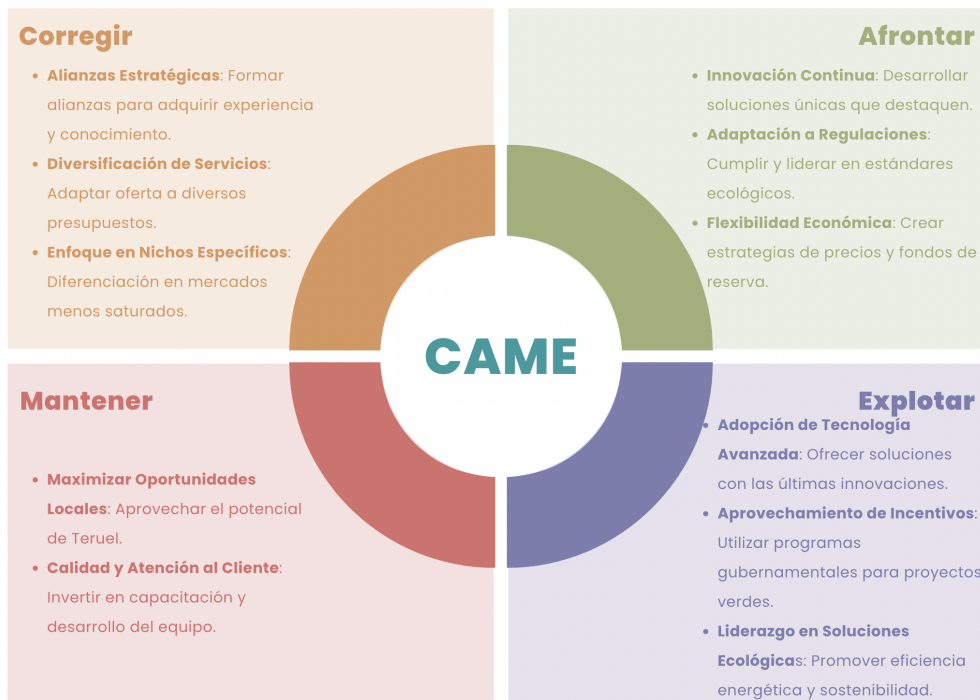 Corregir
• Alianzas Estratégicas: Formar
alianzas para adquirir experiencia
y conocimiento.
• Diversificación de Servicios:
Adaptar oferta a diversos
presupuestos.
• Enfoque en Nichos Específicos:
Diferenciación en mercados
menos saturados.
Afrontar
• Innovación Continua: Desarrollar
soluciones únicas que destaquen.
• Adaptación a Regulaciones:
Cumplir y liderar en estándares
ecológicos.
• Flexibilidad Económica: Crear
estrategias de precios y fondos de
reserva.
CAME
Mantener
• Maximizar Oportunidades
Locales: Aprovechar el potencial
de Teruel.
• Calidad y Atención al Cliente:
Invertir en capacitación y
desarrollo del equipo.
Explotar
• Adopción de Tecnología
Avanzada: Ofrecer soluciones
con las últimas innovaciones.
• Aprovechamiento de Incentivos:
Utilizar programas
gubernamentales para proyectos
verdes.
• Liderazgo en Soluciones
Ecológicas: Promover eficiencia
energética y sostenibilidad.